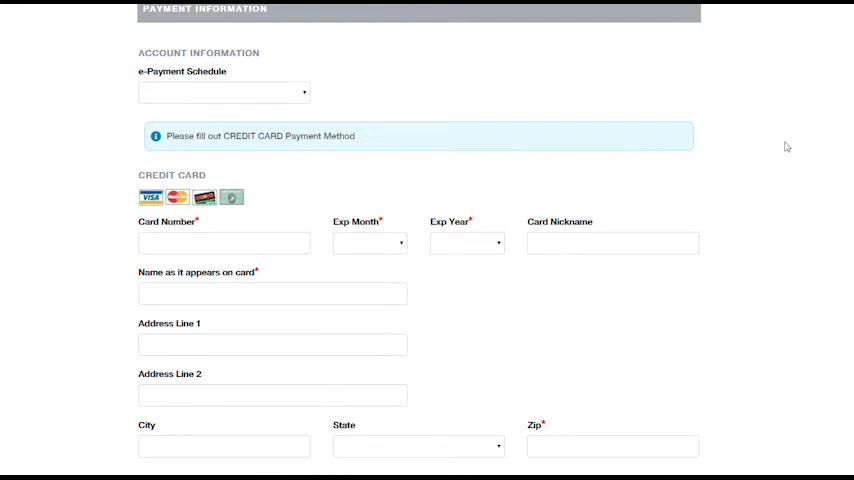 PAYMENT INFORMATION
ACCOUNT INFORMATION
e-Payment Schedule
Please fill out CREDIT CARD Payment Method
CREDIT CARD
VISA
Card Number* Exp Month* Exp Year* Card Nickname
Name as it appears on card*
Address Line 1
Address Line 2
City State Zip*